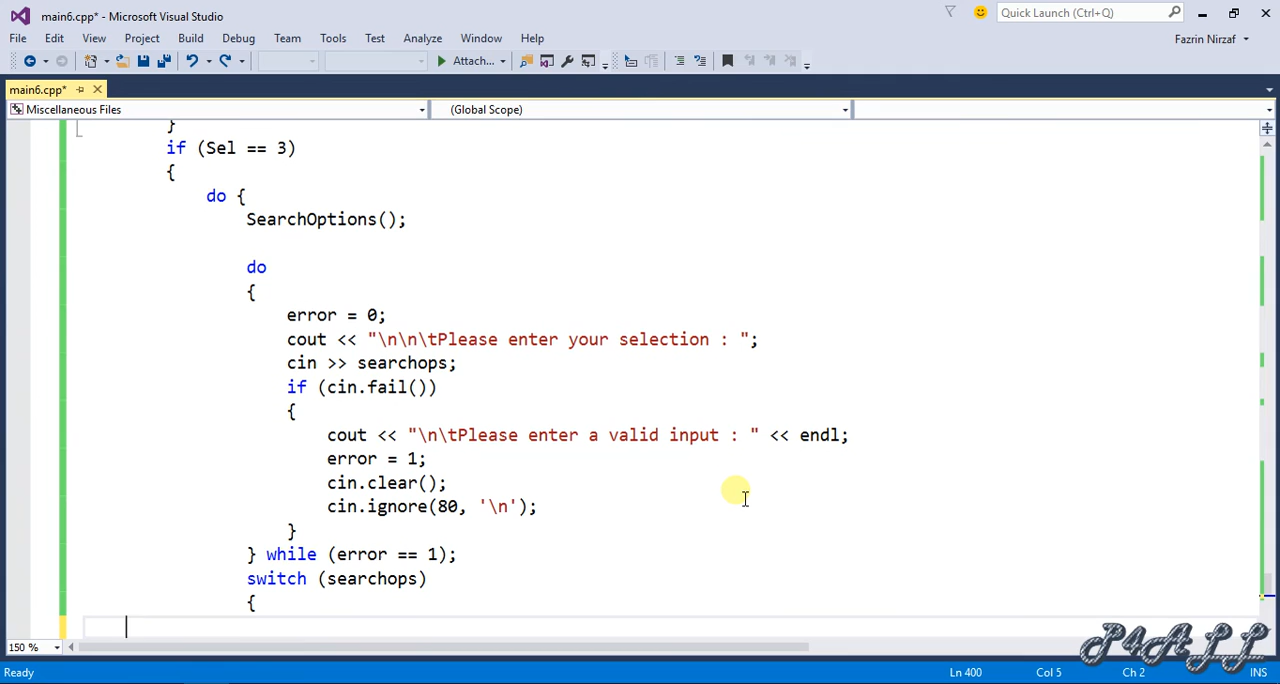 main6.cpp* - Microsoft Visual Studio
Quick Launch (Ctrl+Q)
File Edit View Project Build Debug Team Tools Test Analyze Window Help
Fazrin Nirzaf
Attach...
main6.cpp*
Miscellaneous Files (Global Scope)
}
if (Sel == 3)
{
do {
SearchOptions();
do
{
error = 0;
cout << "\n\n\tPlease enter your selection : ";
cin >> searchops;
if (cin.fail())
{
cout << "\n\tPlease enter a valid input : " << endl;
error = 1;
cin.clear();
cin.ignore(80, '\n');
}
} while (error == 1);
switch (searchops)
{
150 %
P4ALL
Ready Ln 400 Col 5 Ch 2 INS